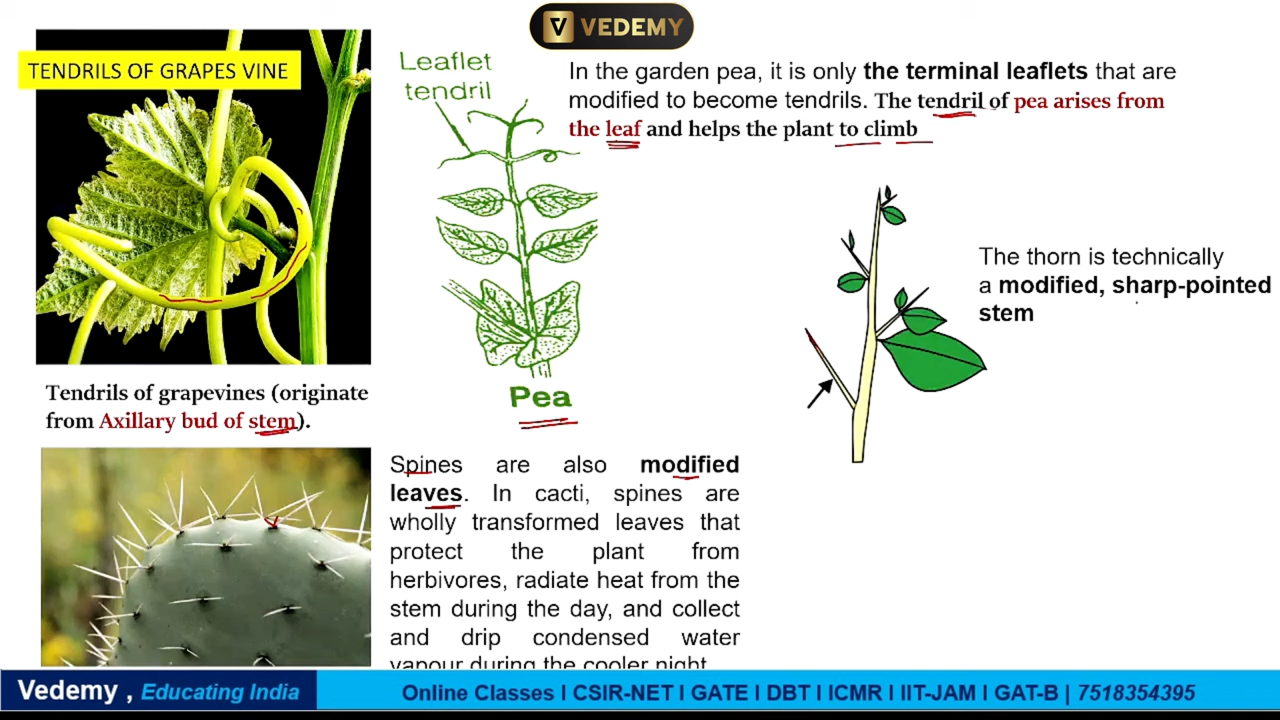 VEDEMY
TENDRILS OF GRAPES VINE
Leaflet
tendril
In the garden pea, it is only the terminal leaflets that are
modified to become tendrils. The tendril of pea arises from
the leaf and helps the plant to climb
The thorn is technically
a modified, sharp-pointed
stem
Tendrils of grapevines (originate
from Axillary bud of stem).
Pea
Spines are also modified
leaves. In cacti, spines are
wholly transformed leaves that
protect the plant from
herbivores, radiate heat from the
stem during the day, and collect
and drip condensed water
vapour during the cooler night
Vedemy , Educating India
Online Classes I CSIR-NET I GATE I DBT I ICMR I IIT-JAM I GAT-B | 7518354395